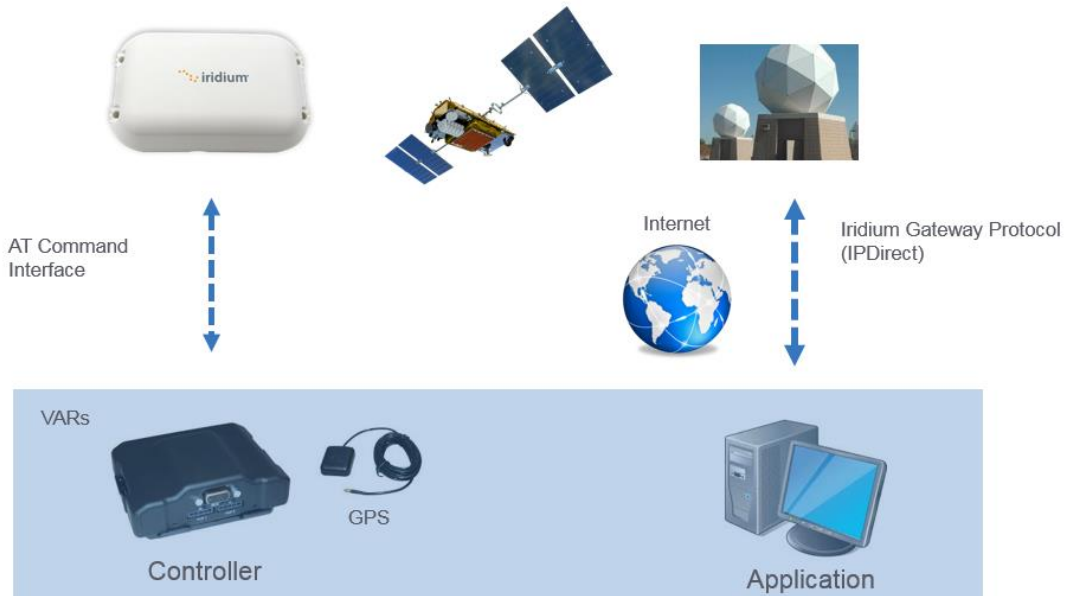 iridium
Internet
AT Command
Interface
Iridium Gateway Protocol
(IPDirect)
VARs
GPS
Controller
Application